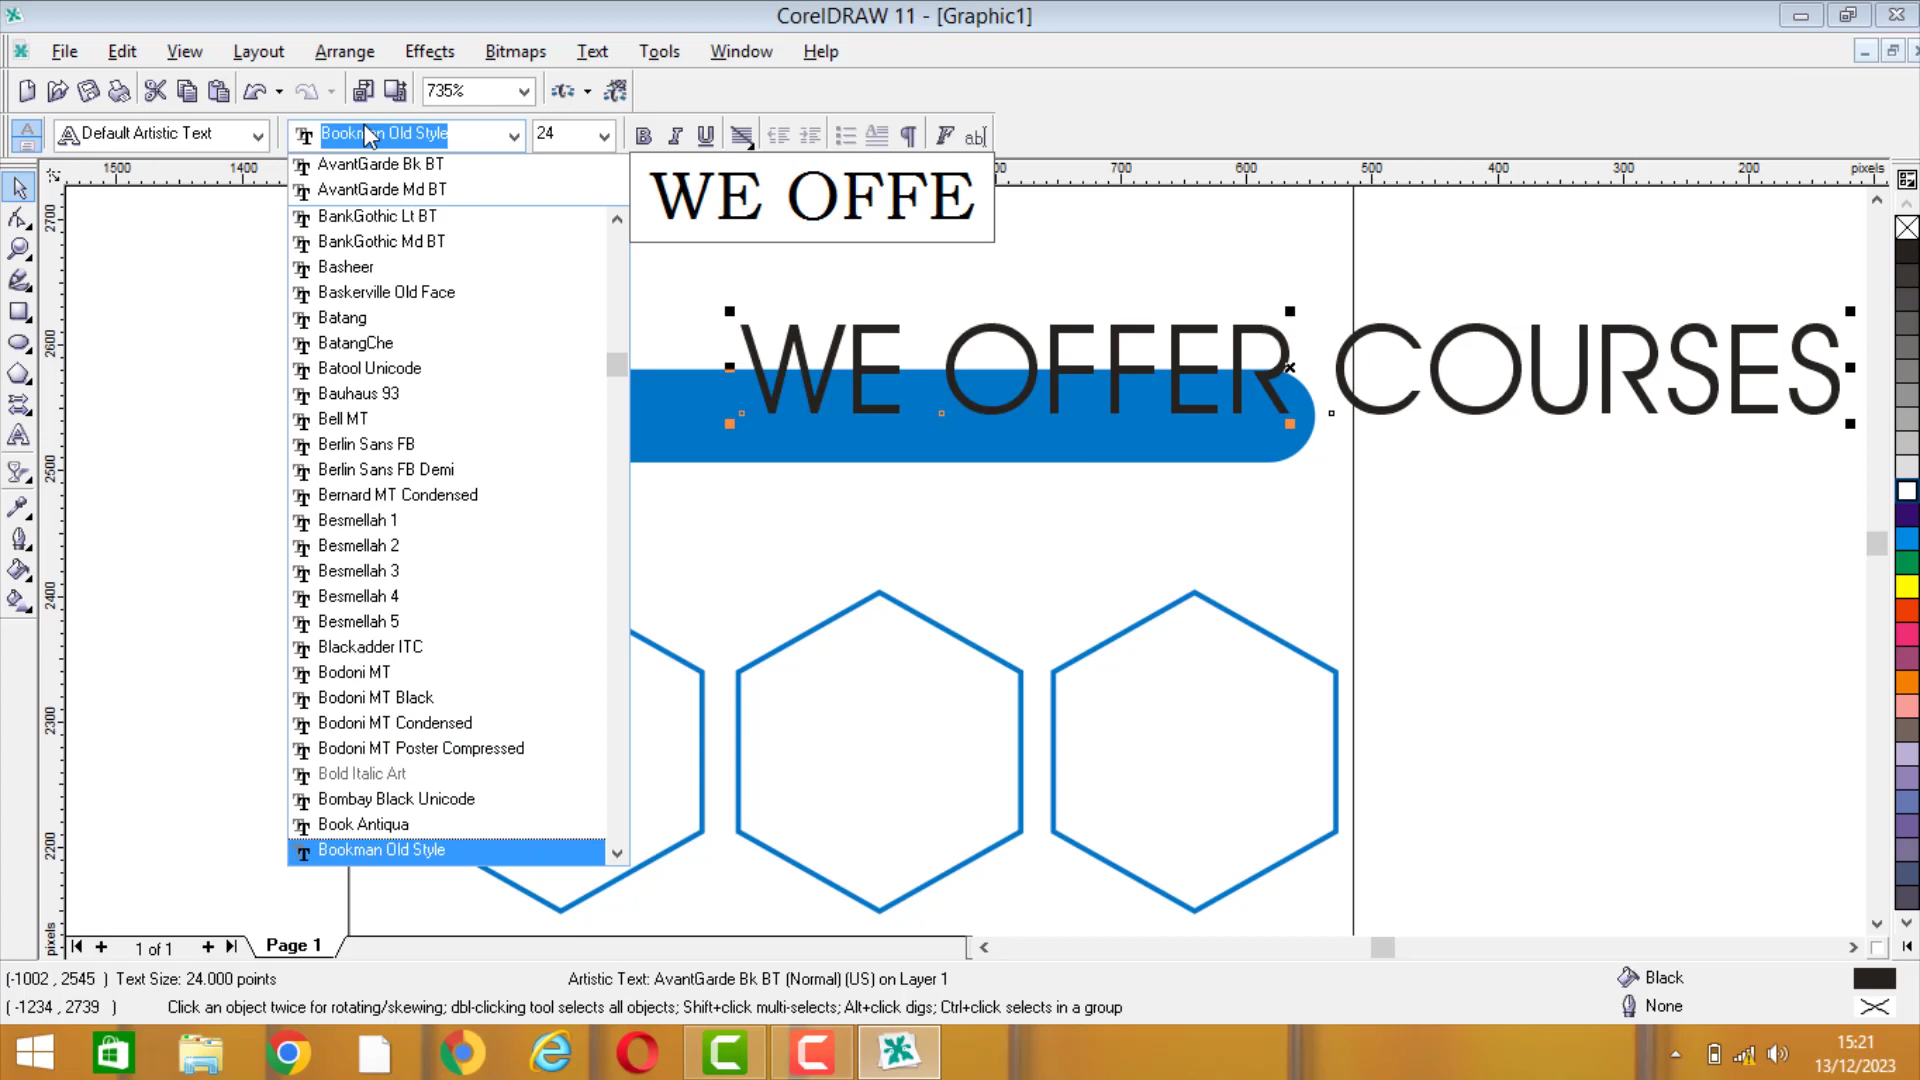 CorelDRAW 11 - [Graphic1]
File Edit View Layout Arrange Effects Bitmaps Text Tools Window Help
735%
Default Artistic Text Bookman Old Style 24 B I U ab
AvantGarde Bk BT
AvantGarde Md BT
BankGothic Lt BT
BankGothic Md BT
Basheer
Baskerville Old Face
Batang
BatangChe
Batool Unicode
Bauhaus 93
Bell MT
Berlin Sans FB
Berlin Sans FB Demi
Bernard MT Condensed
Besmellah 1
Besmellah 2
Besmellah 3
Besmellah 4
Besmellah 5
Blackadder ITC
Bodoni MT
Bodoni MT Black
Bodoni MT Condensed
Bodoni MT Poster Compressed
Bold Italic Art
Bombay Black Unicode
Book Antiqua
Bookman Old Style
WE OFFE
1500 1400 600 500 400 300 200 pixels
2700
2600
2500
2400
2300
2200
pixels
WE OFFER COURSES
1 of 1 Page 1
(-1002 , 2545 ) Text Size: 24.000 points Artistic Text: AvantGarde Bk BT (Normal) (US) on Layer 1 Black
( -1234 , 2739 ) Click an object twice for rotating/skewing; dbl-clicking tool selects all objects; Shift+click multi-selects; Alt+click digs; Ctrl+click selects in a group None
15:21
13/12/2023